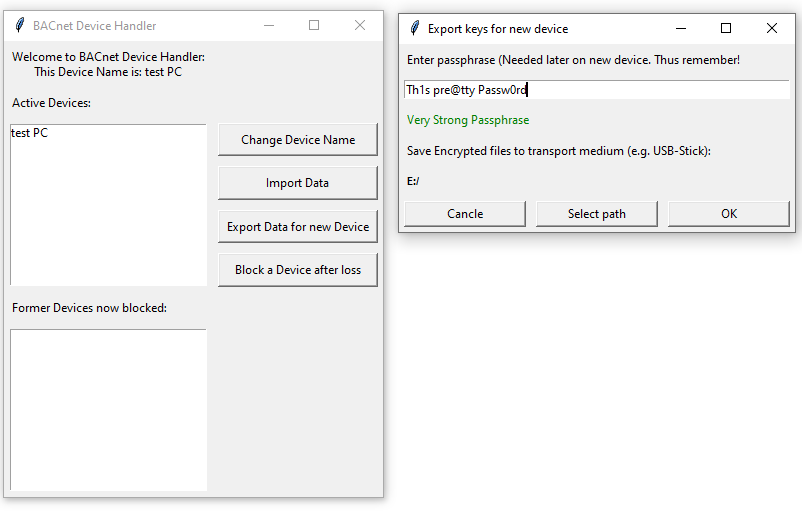 BACnet Device Handler
Welcome to BACnet Device Handler:
This Device Name is: test PC
Active Devices:
test PC
Change Device Name
Import Data
Export Data for new Device
Block a Device after loss
Former Devices now blocked:
Export keys for new device
Enter passphrase (Needed later on new device. Thus remember!
Th1s pre@tty Passw0rd
Very Strong Passphrase
Save Encrypted files to transport medium (e.g. USB-Stick):
E:/
Cancle
Select path
OK